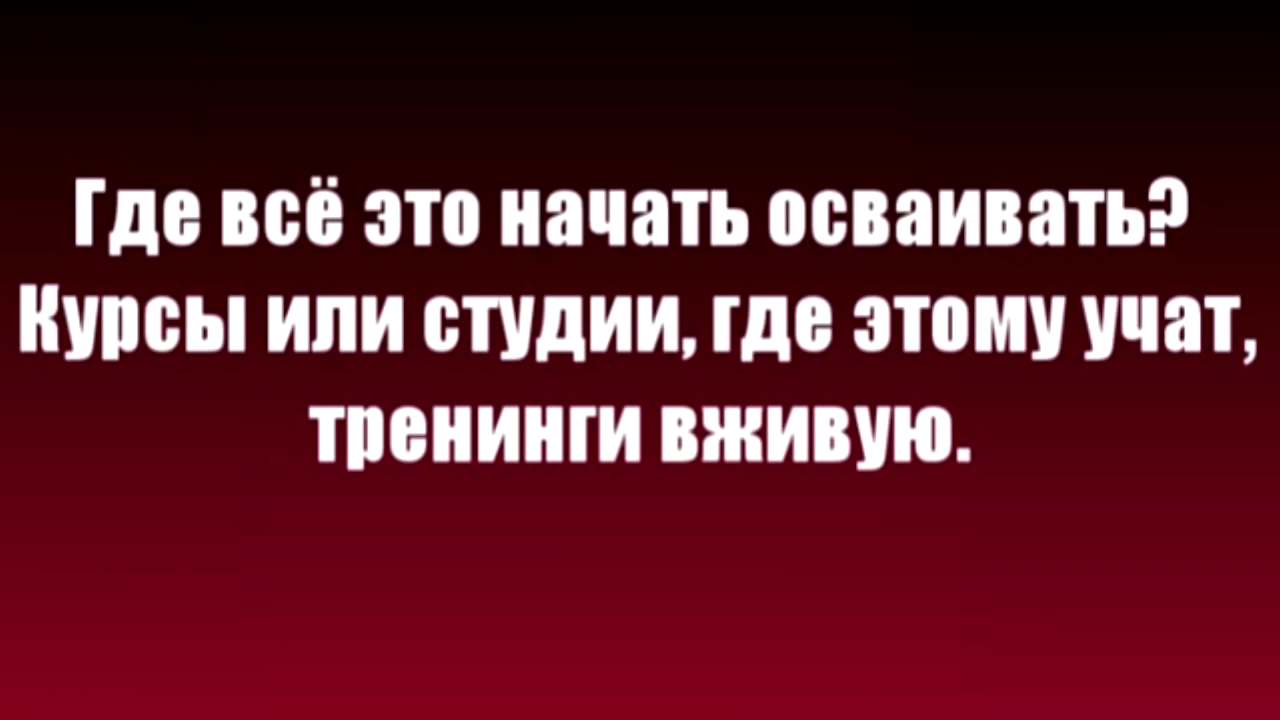 Где всё это начать осваивать?
Курсы или студии, где этому учат,
тренинги вживую.